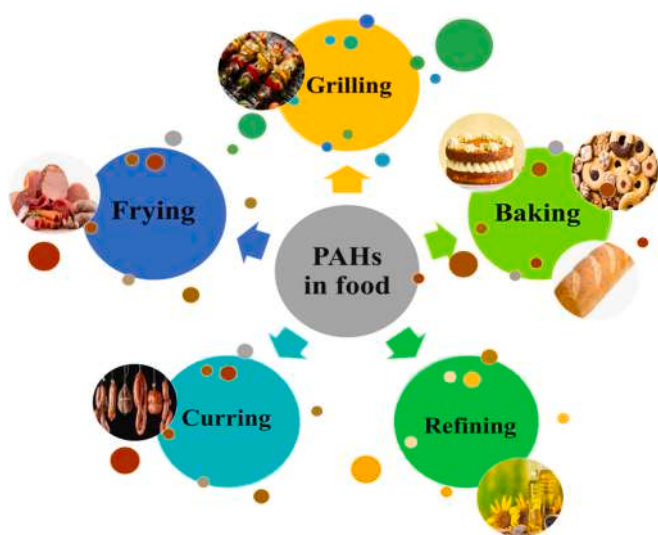 Grilling
Frying
Baking
PAHs
in food
Curring
Refining